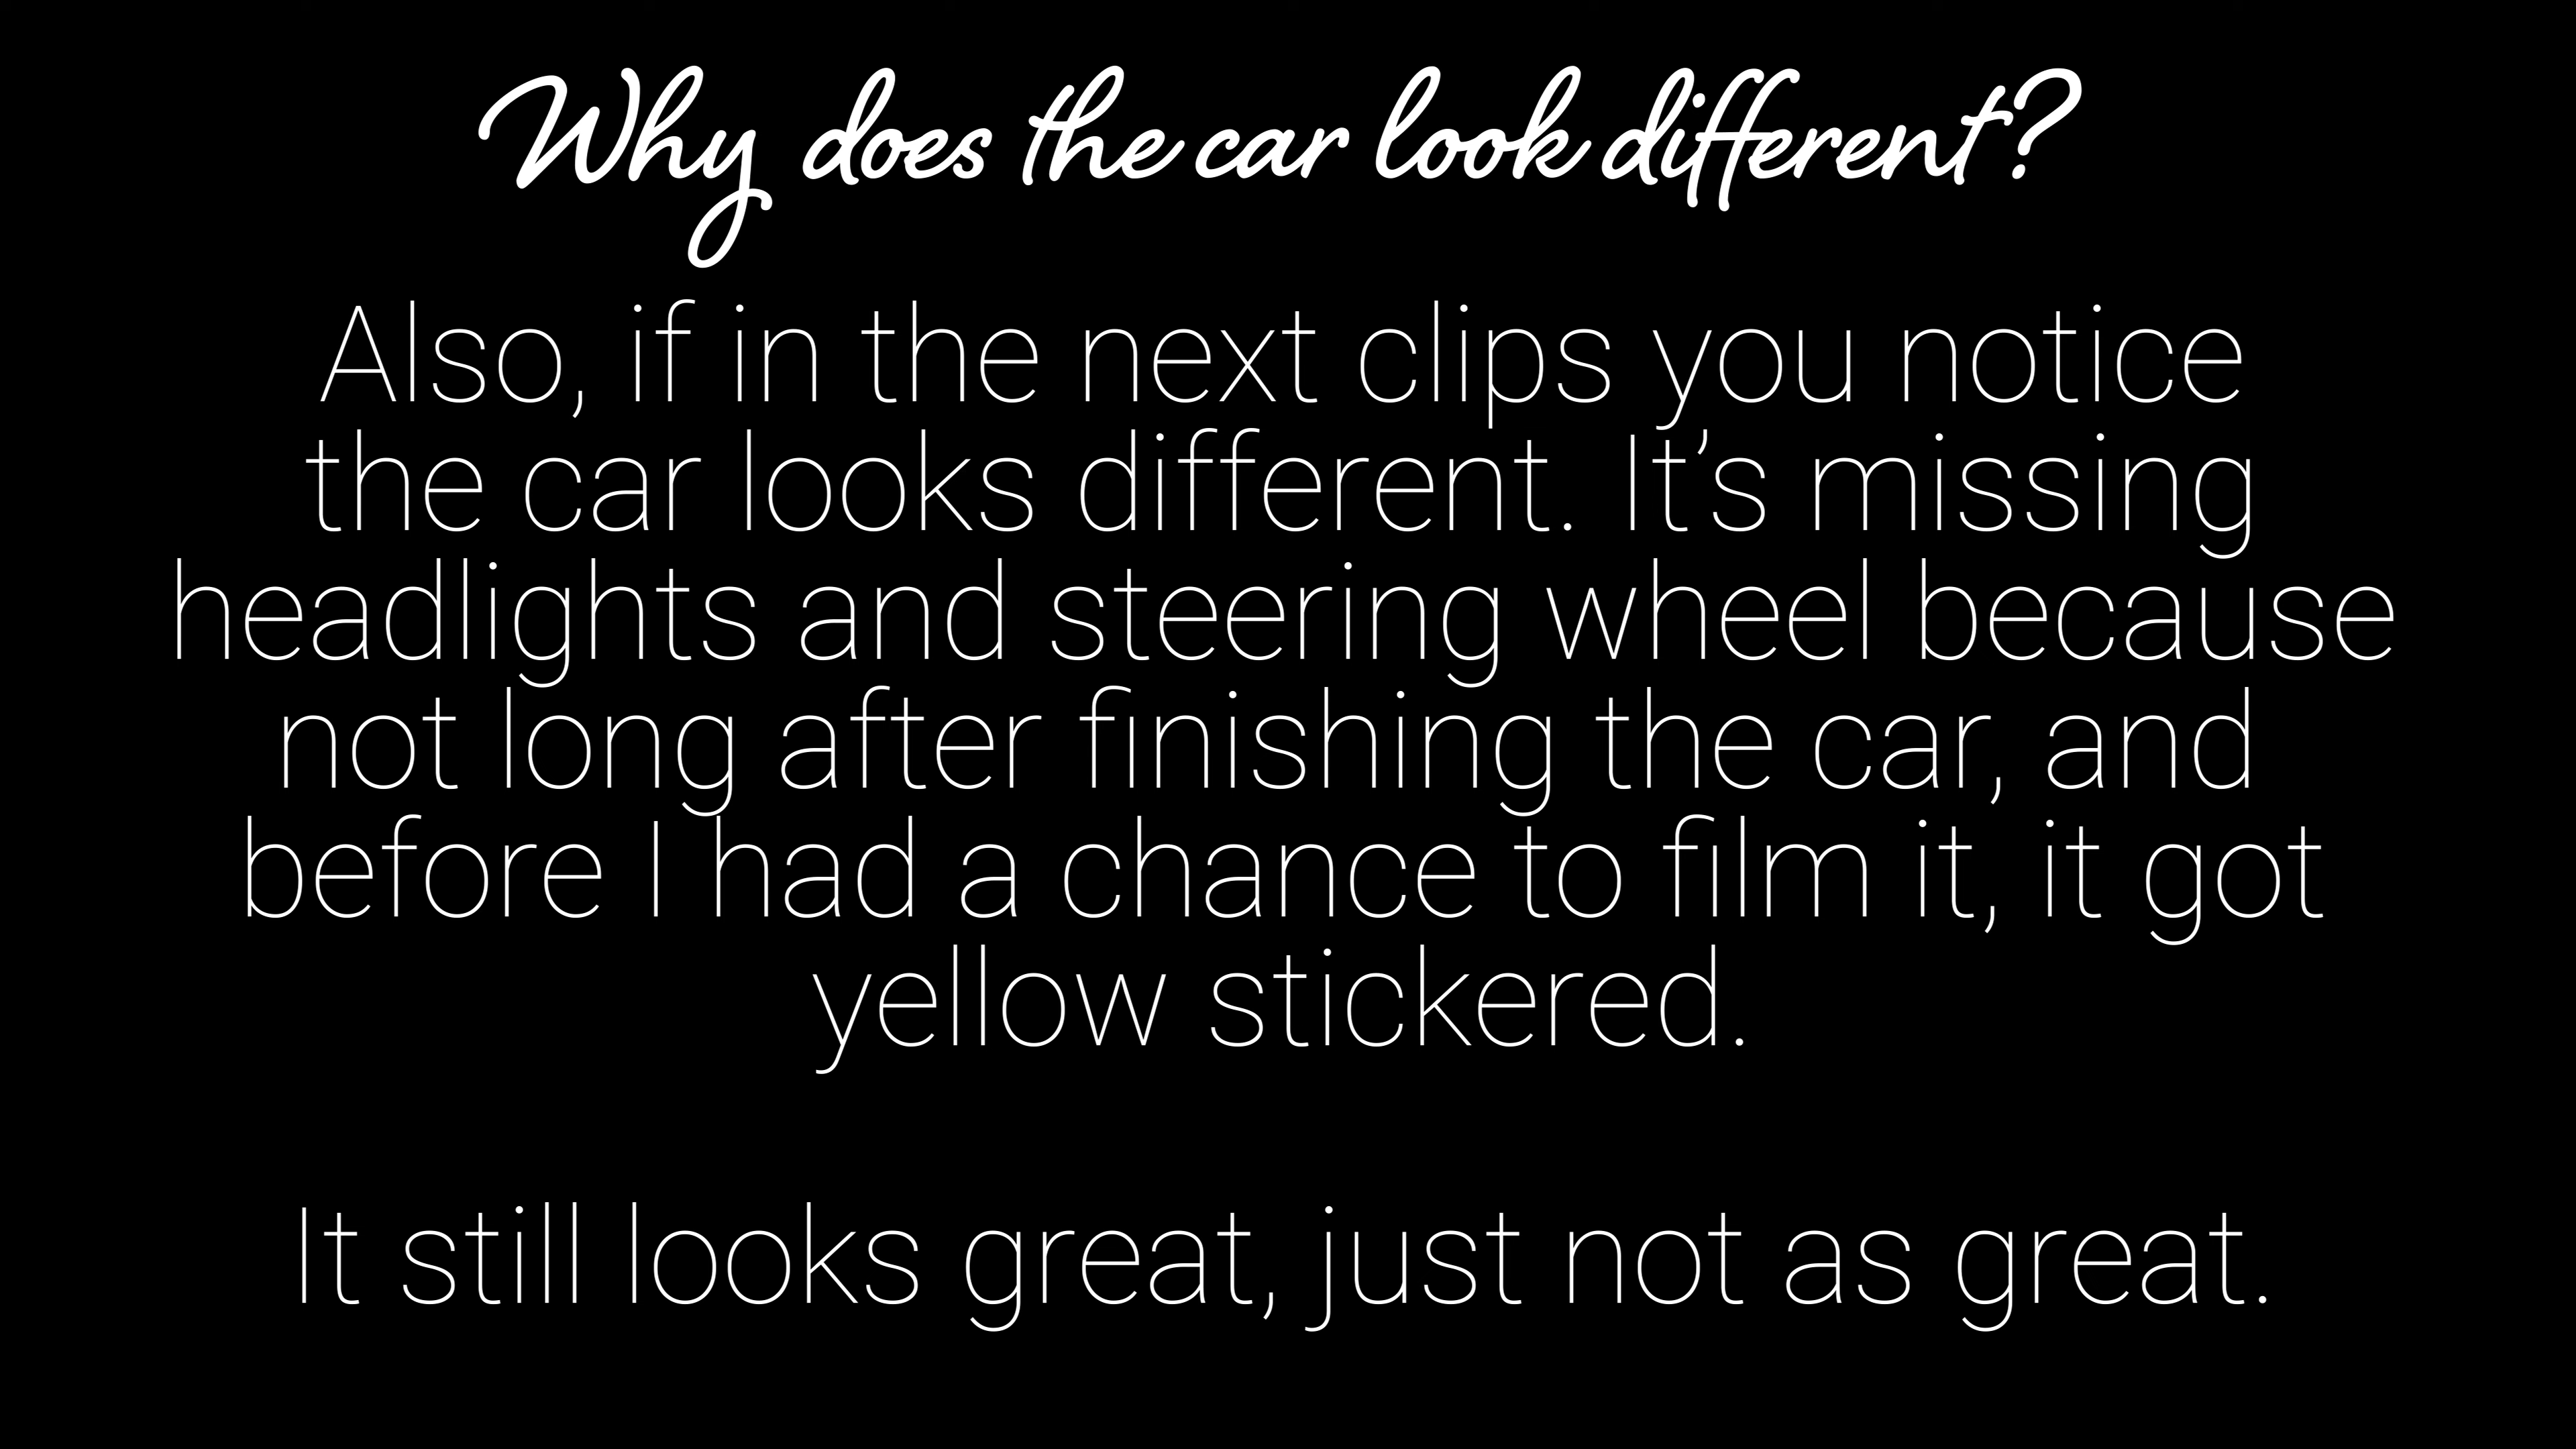 Why does the car look different?
Also, if in the next clips you notice
the car looks different. It’s missing
headlights and steering wheel because
not long after finishing the car, and
before I had a chance to film it, it got
yellow stickered.
It still looks great, just not as great.